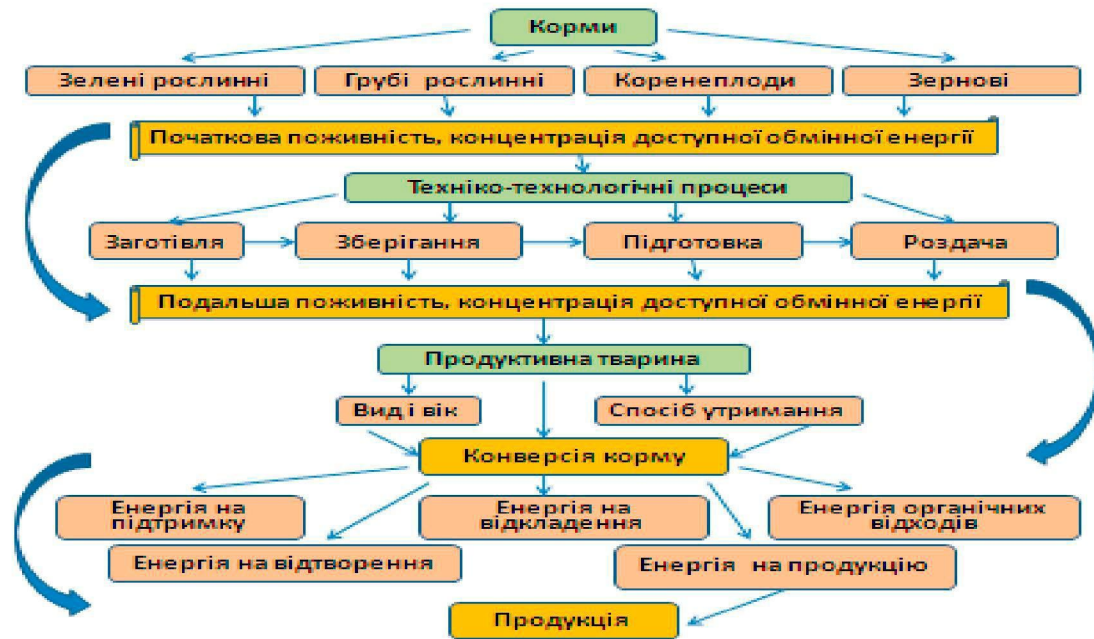 Корми
Зелені рослинні
Грубі рослинні
Коренеплоди
Зернові
Початкова поживність, концентрація доступної обмінної енергії
Техніко-технологічні процеси
Заготівля
Зберігання
Підготовка
Роздача
Подальша поживність, концентрація доступної обмінної енергії
Продуктивна тварина
Вид і вік
Спосіб утримання
Конверсія корму
Енергія на
підтримку
Енергія на
відкладення
Енергія органічних
відходів
Енергія на відтворення
Енергія на продукцію
Продукція